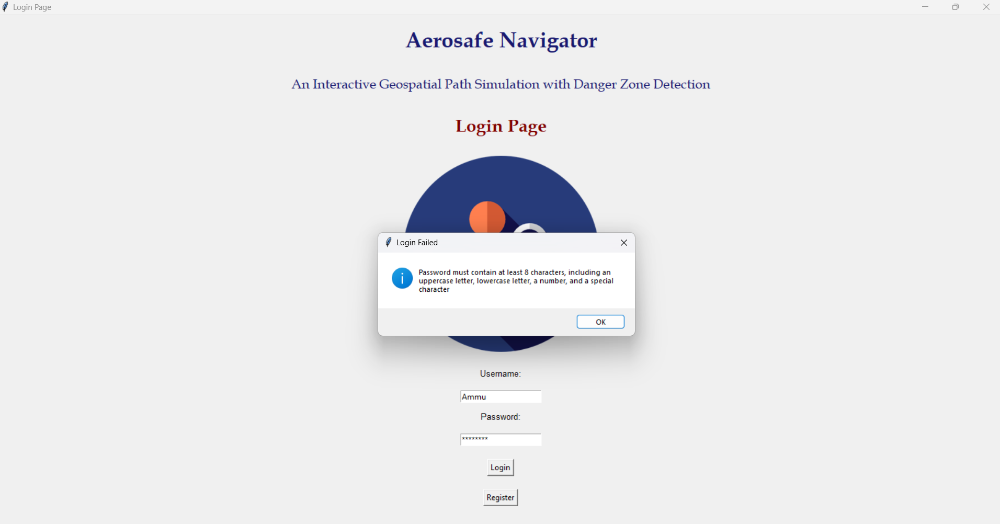 Login Page
Aerosafe Navigator
An Interactive Geospatial Path Simulation with Danger Zone Detection
Login Page
Login Failed
i
Password must contain at least 8 characters, including an
uppercase letter, lowercase letter, a number, and a special
character
OK
Username:
Ammu
Password:
********
Login
Register